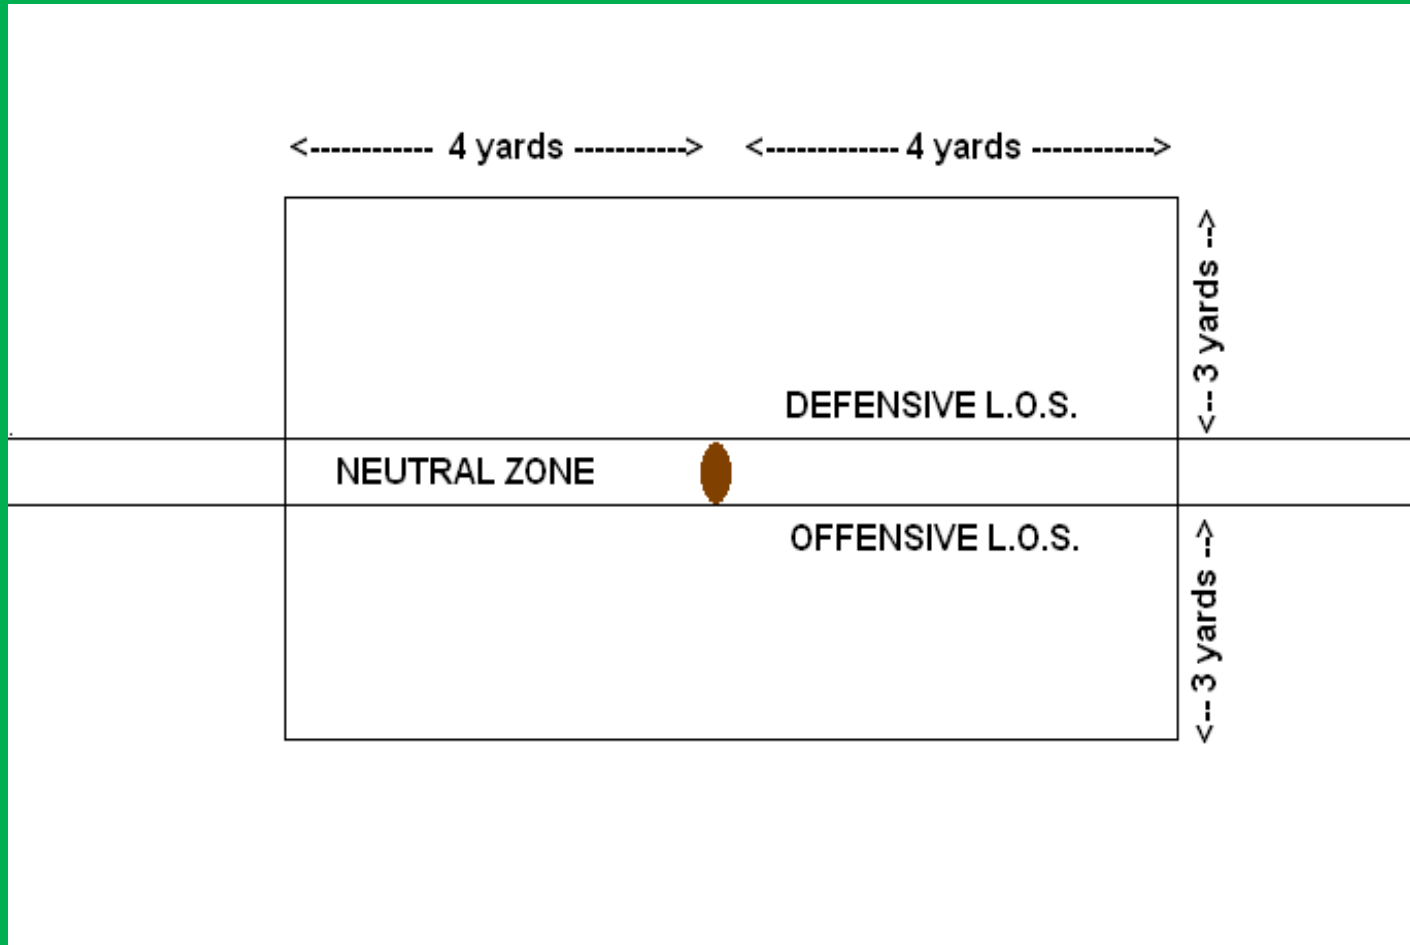 <------------ 4 yards ----------->   <------------- 4 yards ------------>
<-- 3 yards -->
DEFENSIVE L.O.S.
NEUTRAL ZONE
OFFENSIVE L.O.S.
<-- 3 yards -->